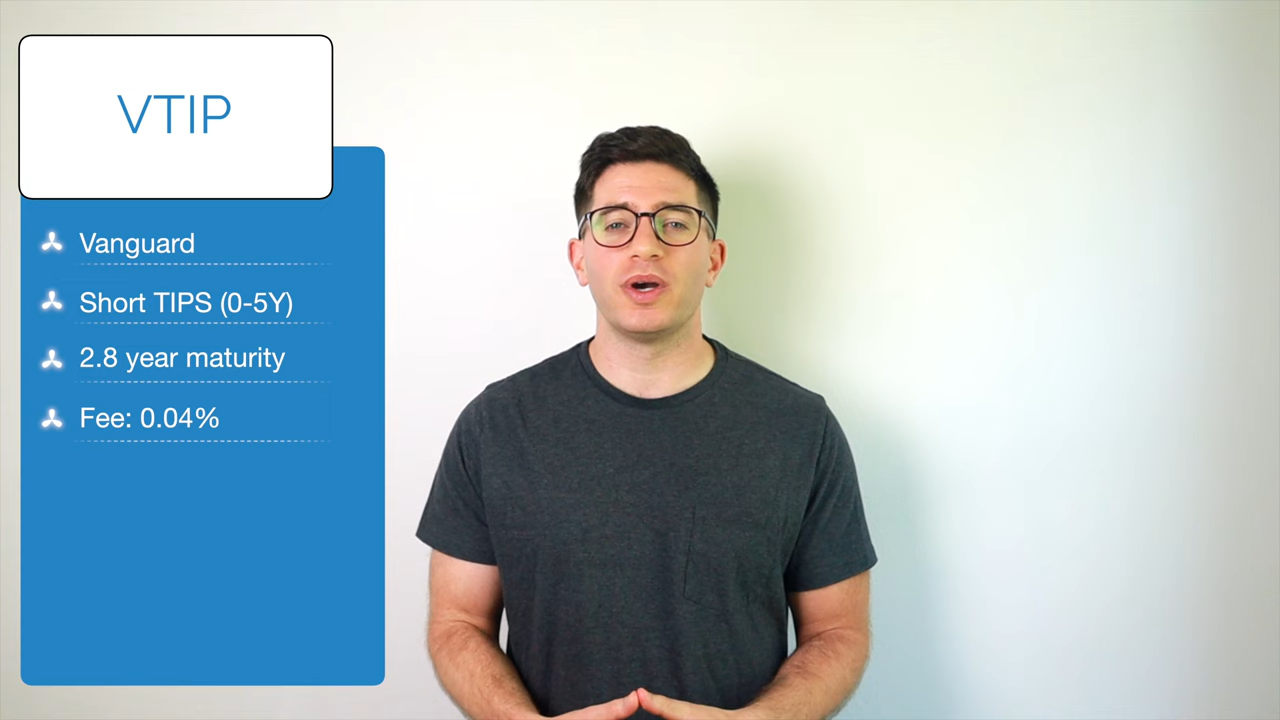 VTIP
Vanguard
Short TIPS (0-5Y)
2.8 year maturity
Fee: 0.04%